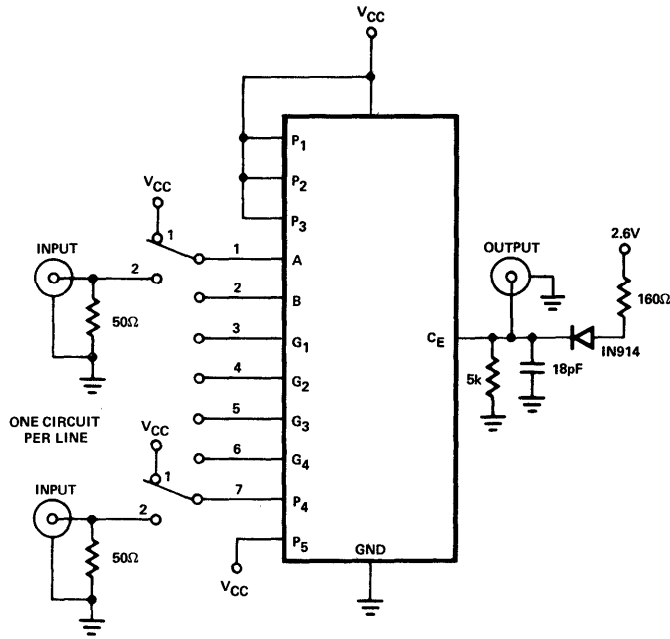 VCC
P1
P2
VCC
P3
2.6V
1
INPUT
OUTPUT
1
A
2
160Ω
2
B
50Ω
3
G1
CE
IN914
4
G2
5k
18pF
ONE CIRCUIT
PER LINE
5
G3
VCC
6
G4
1
INPUT
7
P4
2
P5
GND
50Ω
VCC